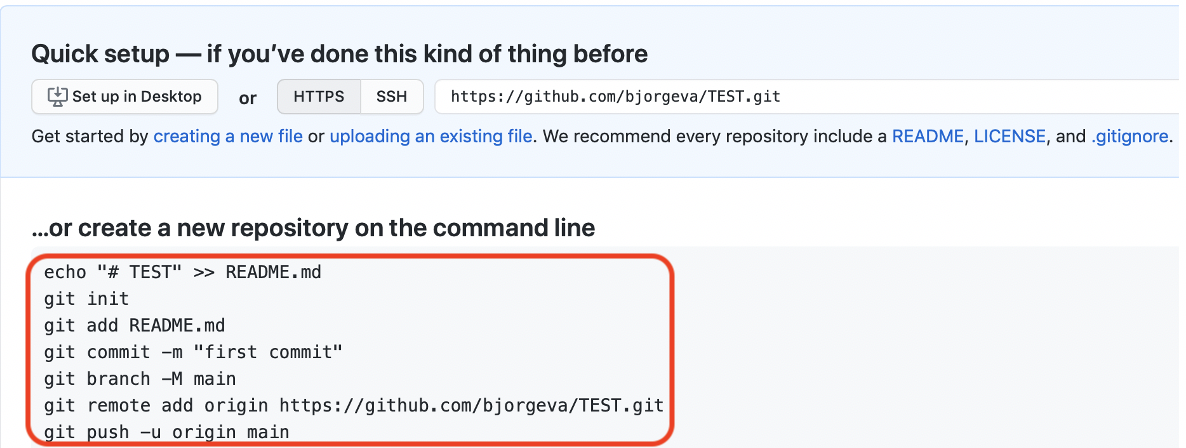 Quick setup — if you’ve done this kind of thing before
Set up in Desktop or HTTPS SSH https://github.com/bjorgeva/TEST.git
Get started by creating a new file or uploading an existing file. We recommend every repository include a README, LICENSE, and .gitignore.
…or create a new repository on the command line
echo "# TEST" >> README.md
git init
git add README.md
git commit -m "first commit"
git branch -M main
git remote add origin https://github.com/bjorgeva/TEST.git
git push -u origin main